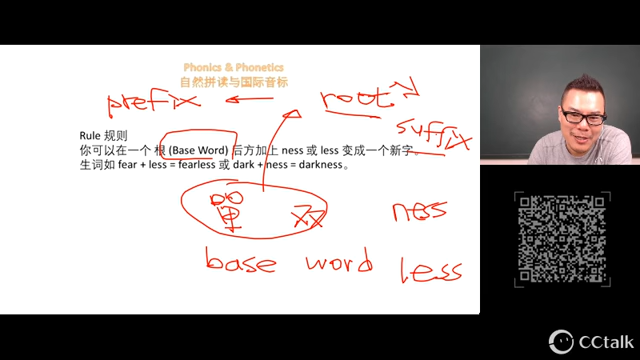 Phonics & Phonetics
自然拼读与国际音标
prefix ← root
suffix
Rule 规则
你可以在一个 根 (Base Word) 后方加上 ness 或 less 变成一个新字
生词如 fear + less = fearless 或 dark + ness = darkness。
單 双
ness
base word
less
CCtalk